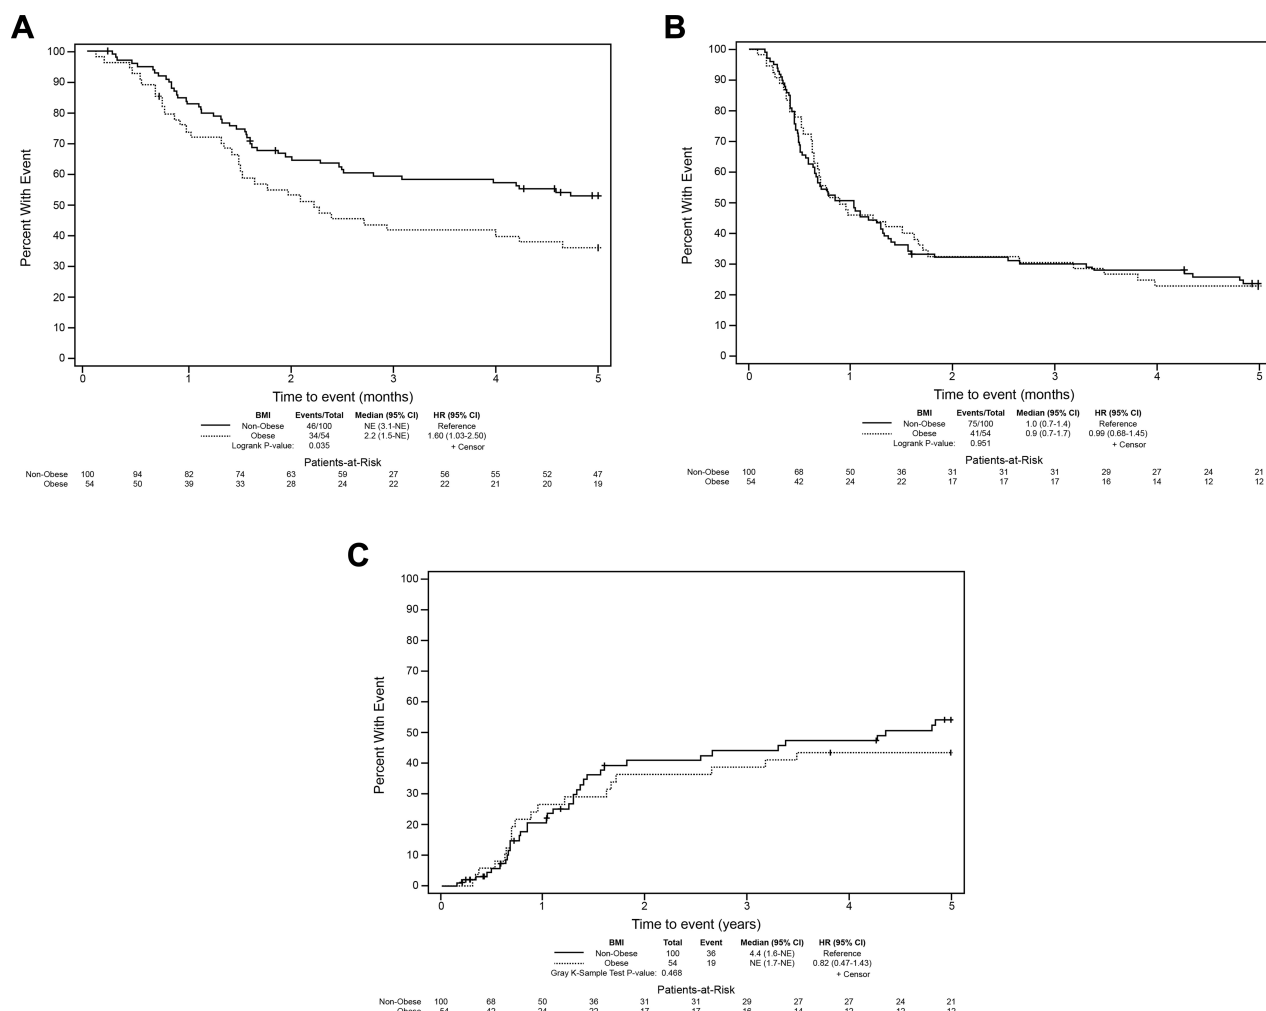 A
100
90
80
70
60
50
40
30
20
10
0
Percent With Event
0 1 2 3 4 5
Time to event (months)
BMI Events/Total Median (95% CI) HR (95% CI)
Non-Obese 46/100 NE (3.1-NE) Reference
Obese 34/54 2.2 (1.5-NE) 1.60 (1.03-2.50)
Logrank P-value: 0.035 + Censor
Patients-at-Risk
Non-Obese 100 94 82 74 63 59 27 56 55 52 47
Obese 54 50 39 33 28 24 22 22 21 20 19
B
100
90
80
70
60
50
40
30
20
10
0
Percent With Event
0 1 2 3 4 5
Time to event (months)
BMI Events/Total Median (95% CI) HR (95% CI)
Non-Obese 75/100 1.0 (0.7-1.4) Reference
Obese 41/54 0.9 (0.7-1.7) 0.99 (0.68-1.45)
Logrank P-value: 0.951 + Censor
Patients-at-Risk
Non-Obese 100 68 50 36 31 31 31 29 27 24 21
Obese 54 42 24 22 17 17 17 16 14 12 12
C
100
90
80
70
60
50
40
30
20
10
0
Percent With Event
0 1 2 3 4 5
Time to event (years)
BMI Total Event Median (95% CI) HR (95% CI)
Non-Obese 100 36 4.4 (1.6-NE) Reference
Obese 54 19 NE (1.7-NE) 0.82 (0.47-1.43)
Gray K-Sample Test P-value: 0.468 + Censor
Patients-at-Risk
Non-Obese 100 68 50 36 31 31 29 27 27 24 21